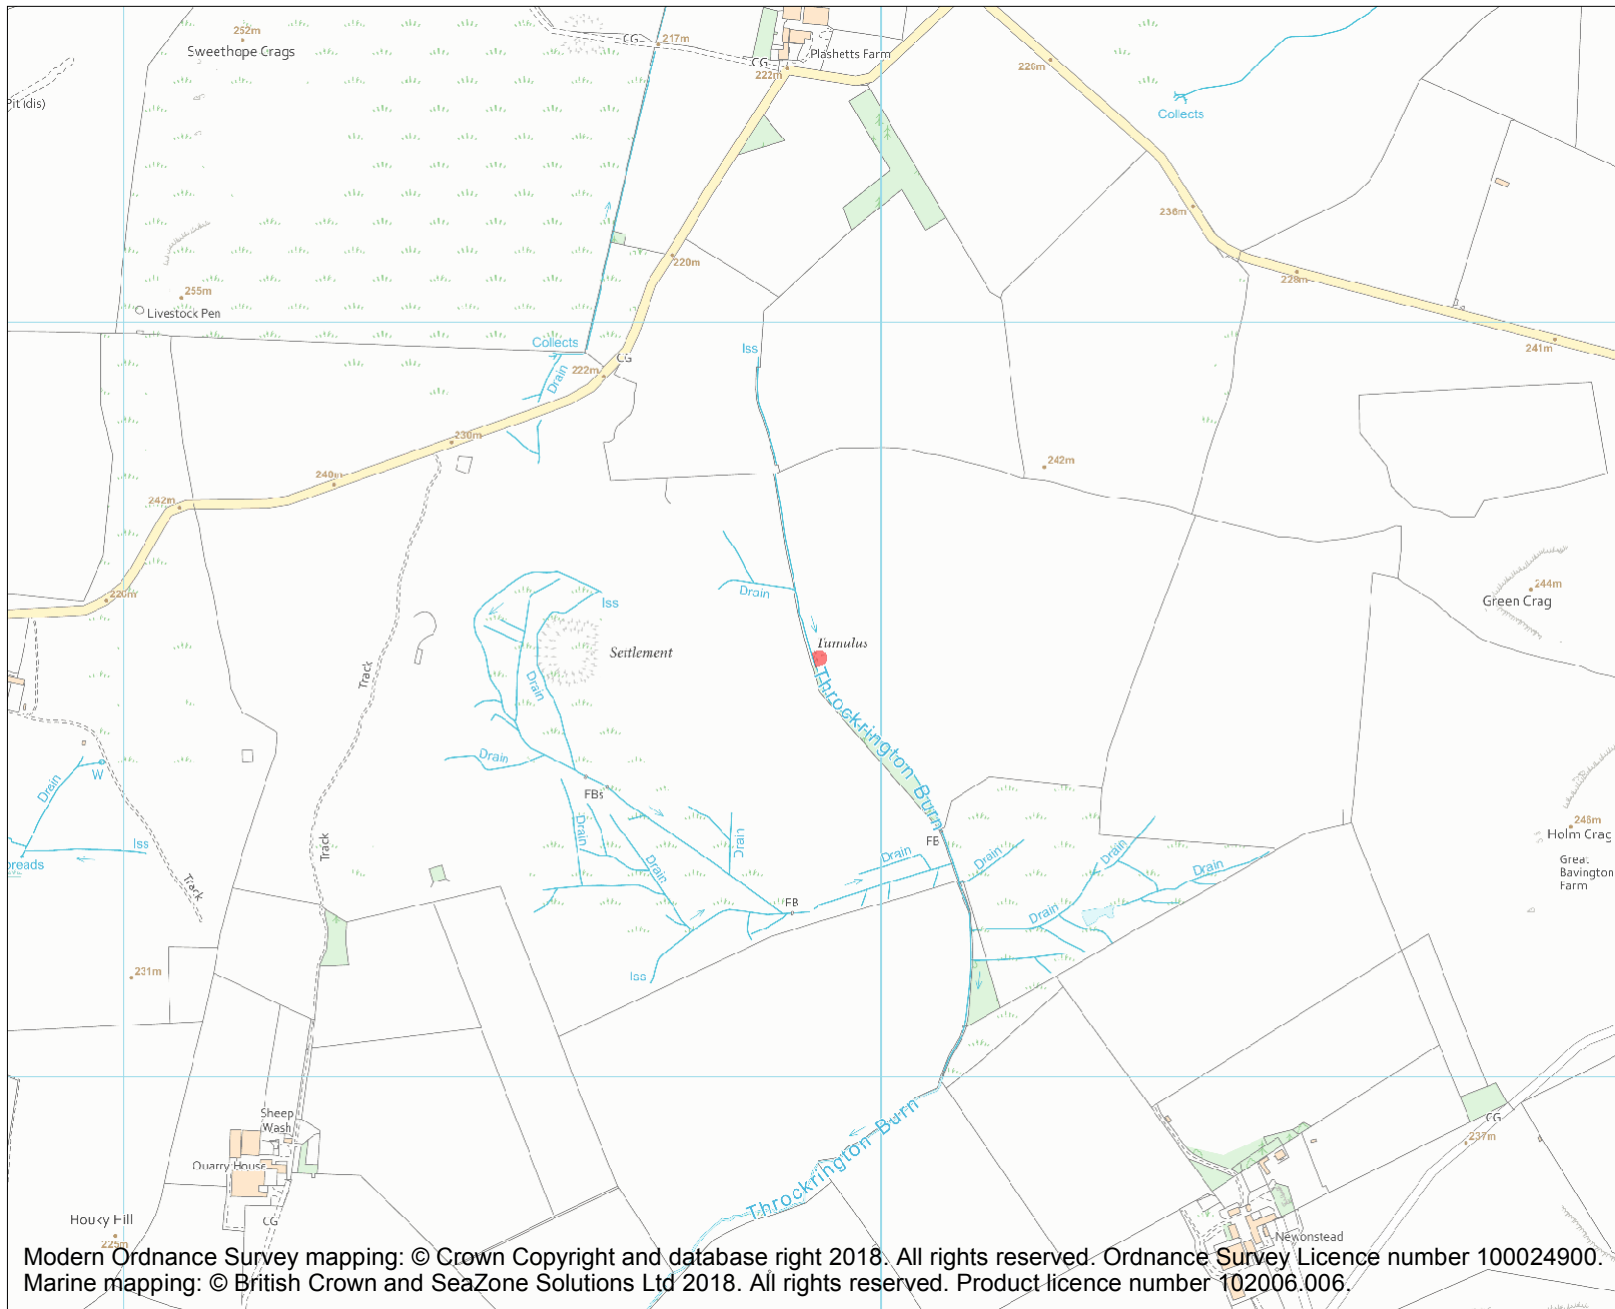 252m
Sweethope Crags
CG
217m
Plashetts Farm
CG
222m
226m
Collects
236m
220m
228m
255m
Livestock Pen
Collects
Iss
CG
222m
Drain
241m
230m
240m
242m
242m
Drain
244m
Green Crag
226m
Iss
Tumulus
Settlement
Track
Drain
Throckrington Burn
Drain
W
Drain
FBs
Drain
Drain
FB
Drain
Drain
Drain
248m
Holm Crag
Great
Bavington
Farm
Iss
Track
Track
Drain
Drain
FB
Drain
Iss
231m
Sheep
Wash
CG
237m
Quarry House
Throckrington Burn
Houxy Hill
CG
225m
Newonstead
Modern Ordnance Survey mapping: © Crown Copyright and database right 2018. All rights reserved. Ordnance Survey Licence number 100024900.
Marine mapping: © British Crown and SeaZone Solutions Ltd 2018. All rights reserved. Product licence number 102006.006.